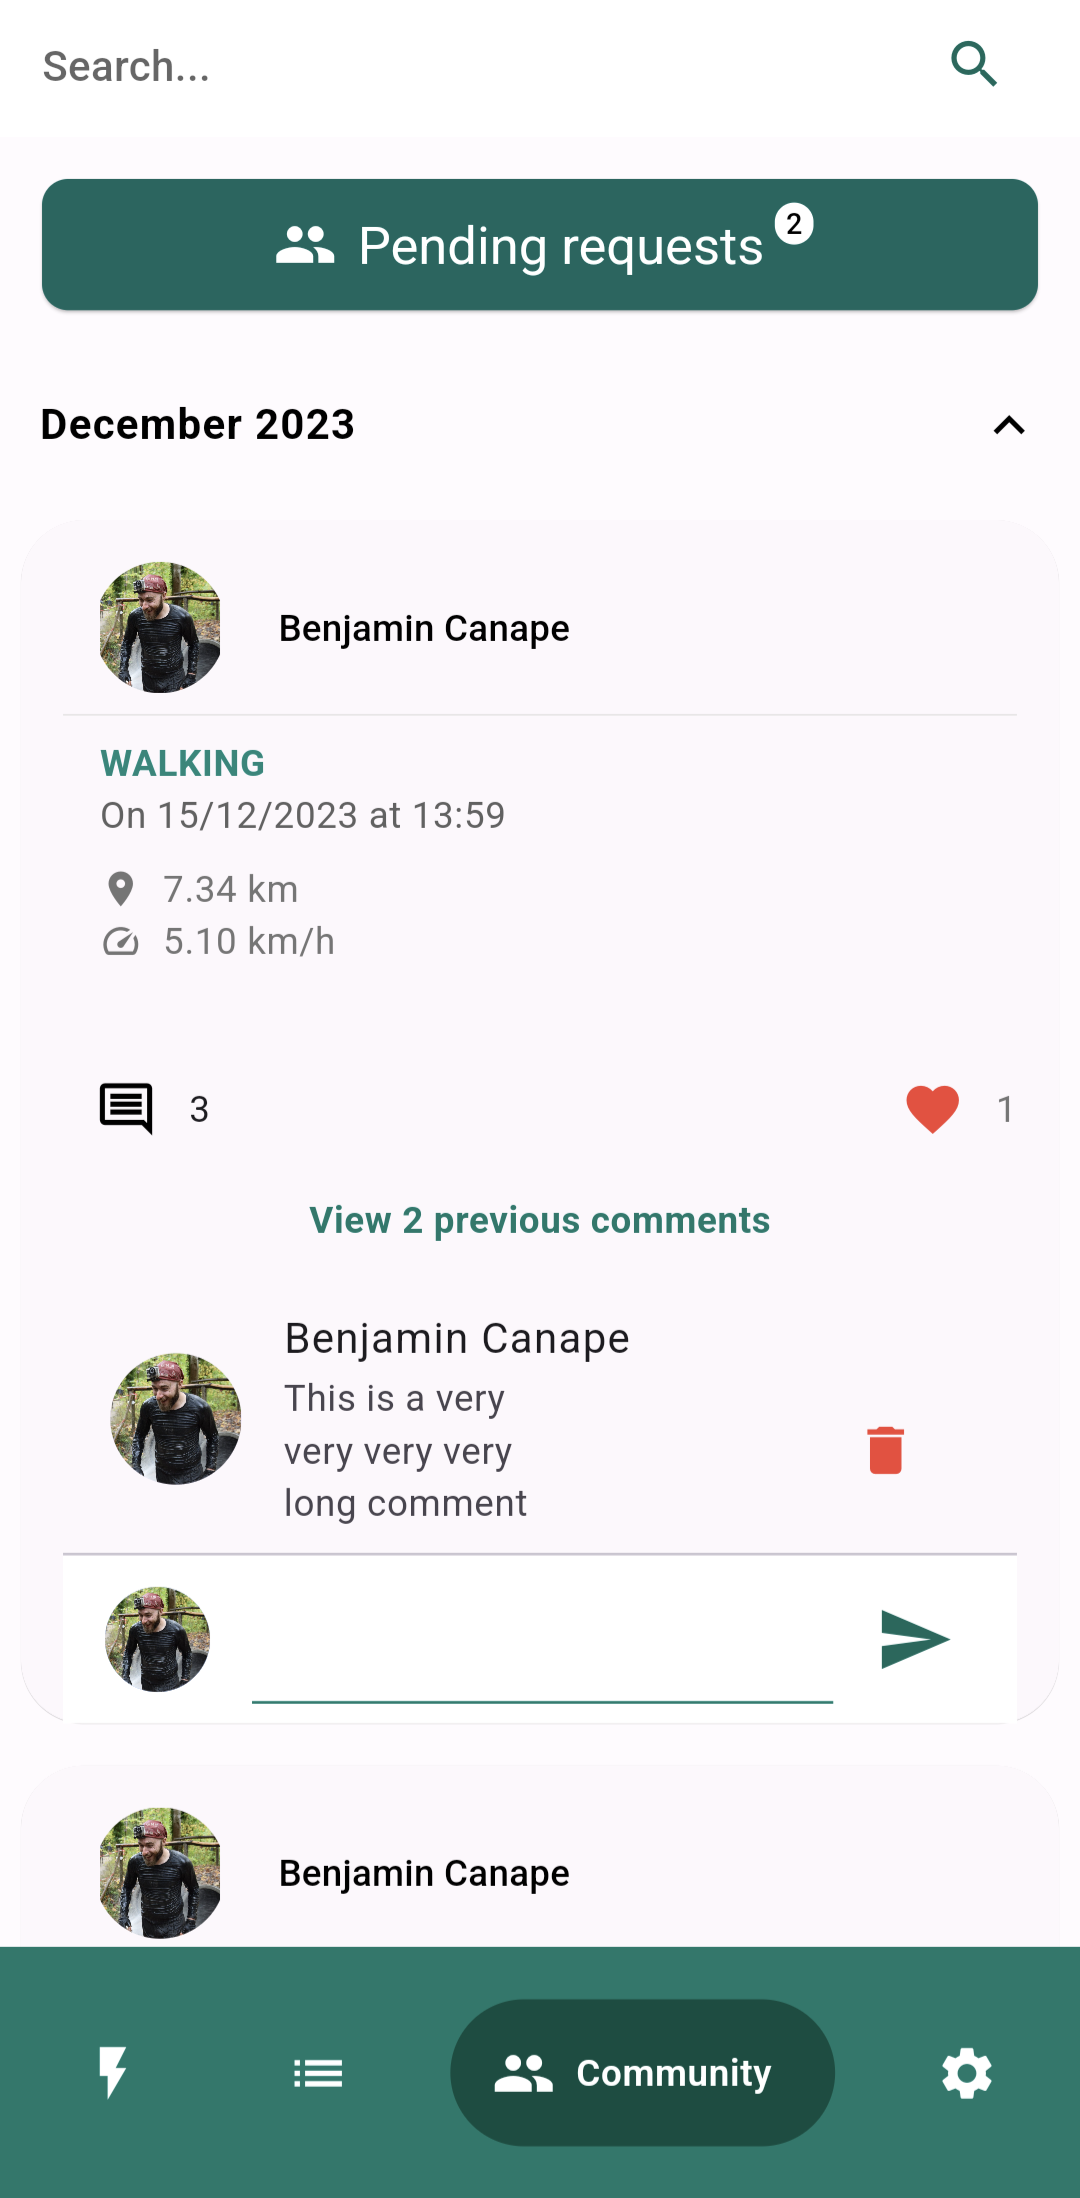 Search...
Pending requests 2
December 2023
Benjamin Canape
WALKING
On 15/12/2023 at 13:59
7.34 km
5.10 km/h
3 1
View 2 previous comments
Benjamin Canape
This is a very
very very very
long comment
Benjamin Canape
Community